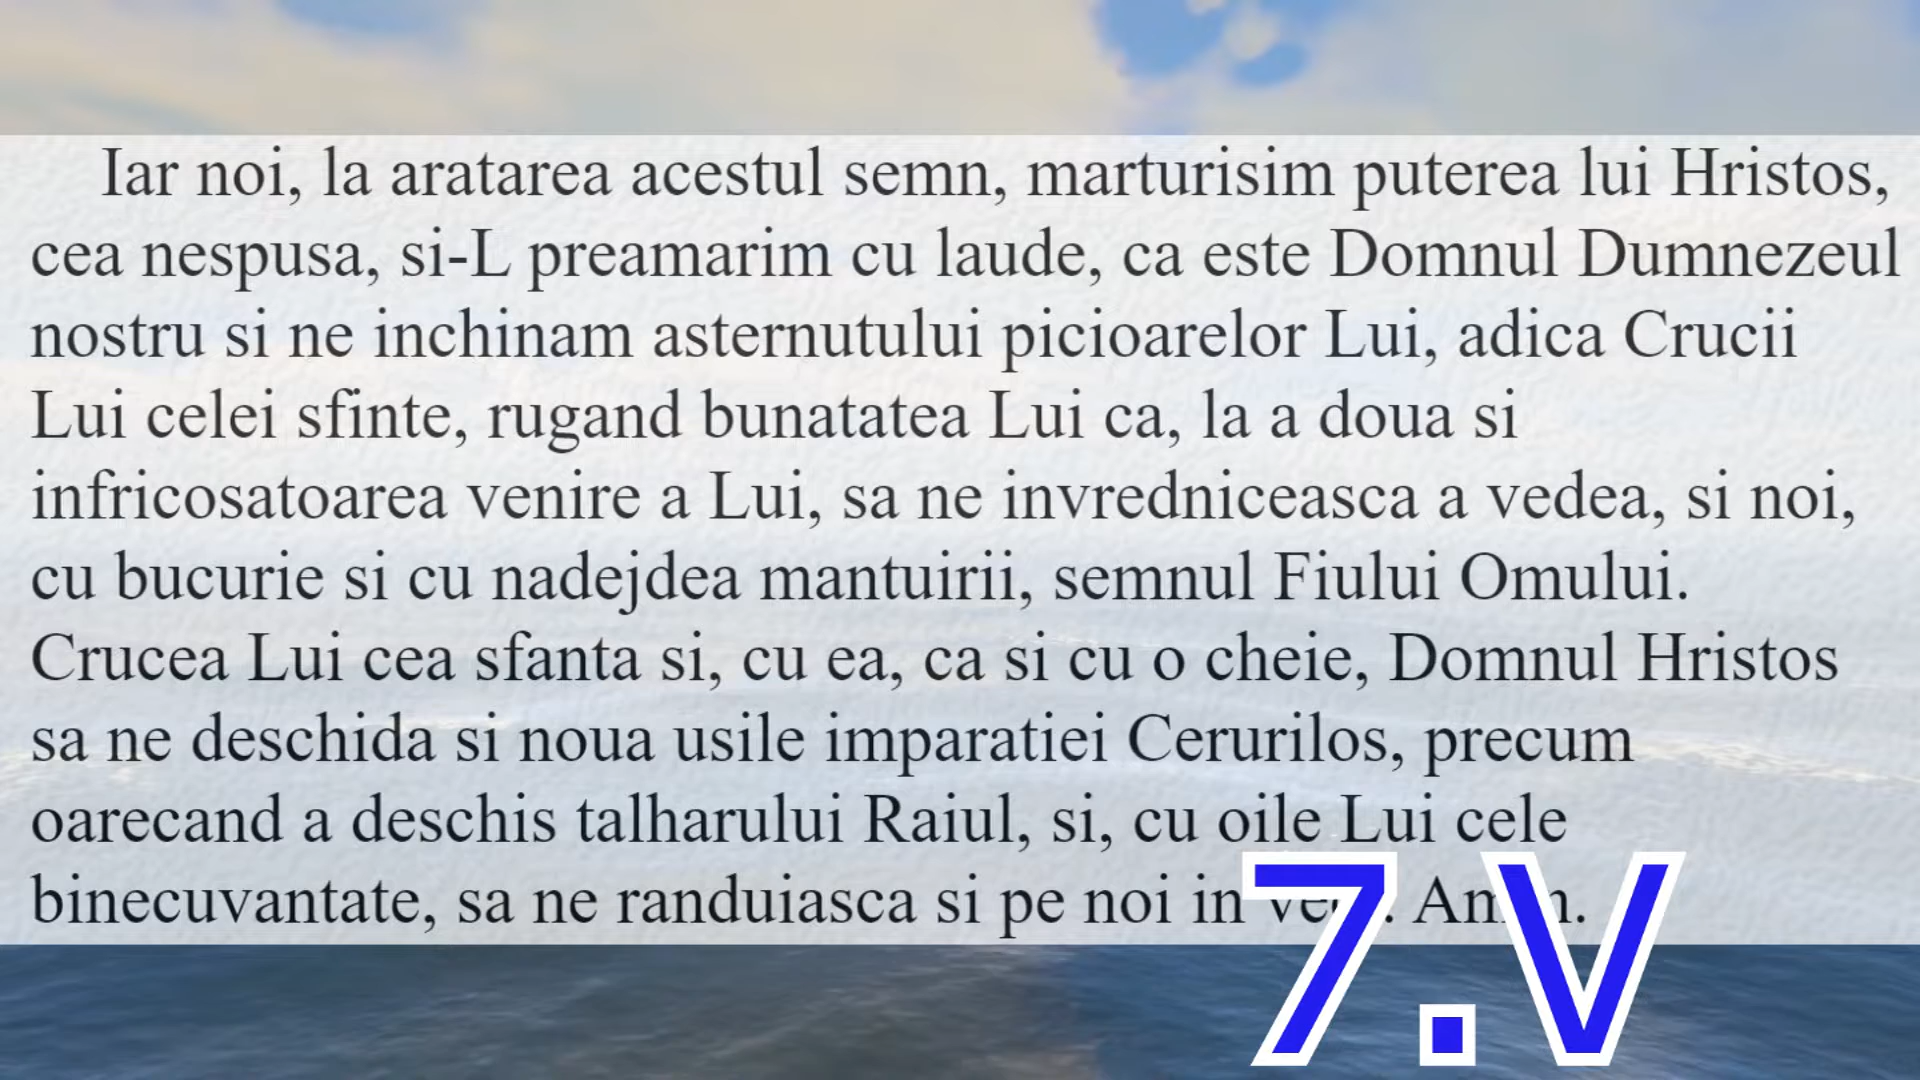 Iar noi, la aratarea acestul semn, marturisim puterea lui Hristos,
cea nespusa, si-L preamarim cu laude, ca este Domnul Dumnezeul
nostru si ne inchinam asternutului picioarelor Lui, adica Crucii
Lui celei sfinte, rugand bunatatea Lui ca, la a doua si
infricosatoarea venire a Lui, sa ne invredniceasca a vedea, si noi,
cu bucurie si cu nadejdea mantuirii, semnul Fiului Omului.
Crucea Lui cea sfanta si, cu ea, ca si cu o cheie, Domnul Hristos
sa ne deschida si noua usile imparatiei Cerurilos, precum
oarecand a deschis talharului Raiul, si, cu oile Lui cele
binecuvantate, sa ne randuiasca si pe noi in
7.V